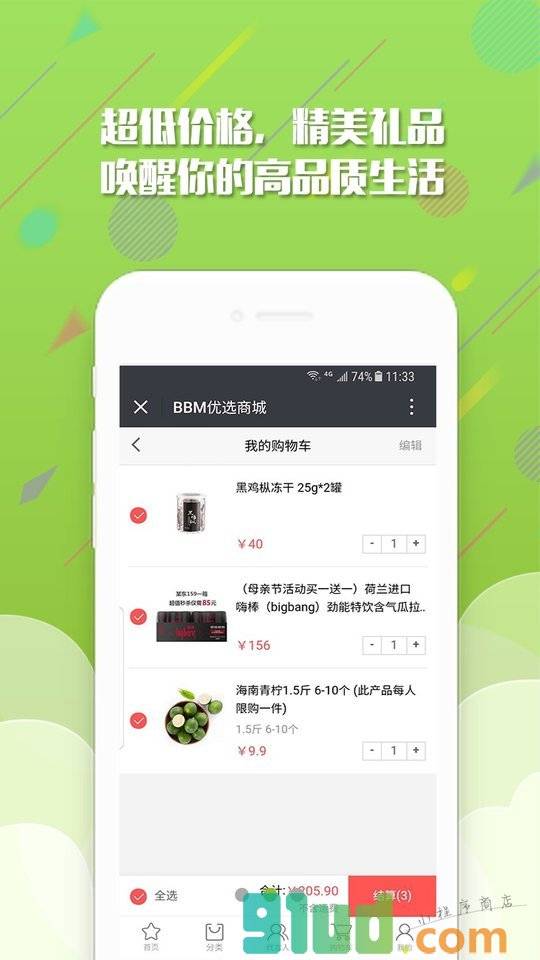 超低价格，精美礼品
唤醒你的高品质生活
4G 74% 11:33
BBM优选商城
我的购物车 编辑
黑鸡枞冻干 25g*2罐
￥40 - 1 +
某东159一箱
超值秒杀仅需85元
（母亲节活动买一送一）荷兰进口
嗨棒（bigbang）劲能特饮含气瓜拉..
￥156 - 1 +
海南青柠1.5斤 6-10个 (此产品每人
限购一件)
1.5斤 6-10个
￥9.9 - 1 +
全选 合计:￥205.90 结算(3)
不含运费
小程序商店
首页 分类 购物车 我的
91ud.com